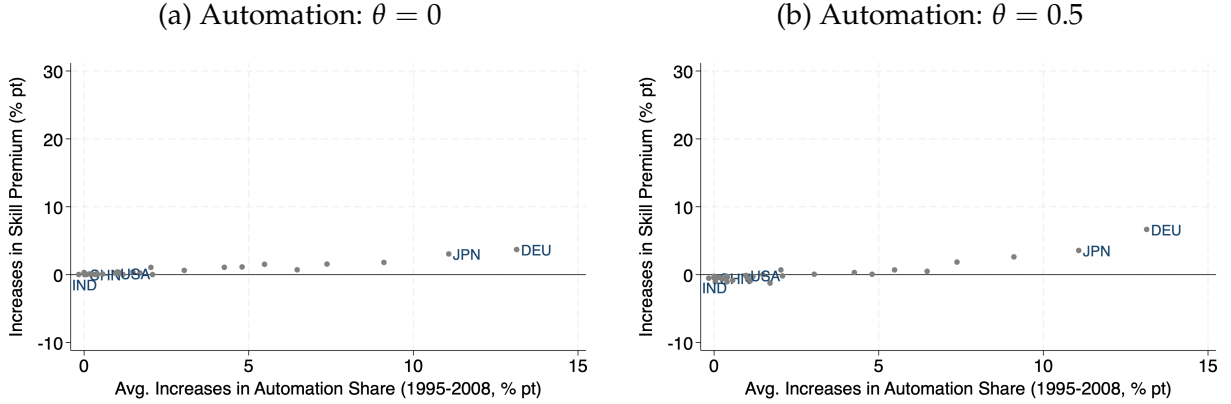 (a) Automation: θ = 0
Increases in Skill Premium (% pt)
30
20
10
0
-10
IND
CHN
USA
JPN
DEU
0
5
10
15
Avg. Increases in Automation Share (1995-2008, % pt)
(b) Automation: θ = 0.5
Increases in Skill Premium (% pt)
30
20
10
0
-10
IND
CHN
USA
JPN
DEU
0
5
10
15
Avg. Increases in Automation Share (1995-2008, % pt)